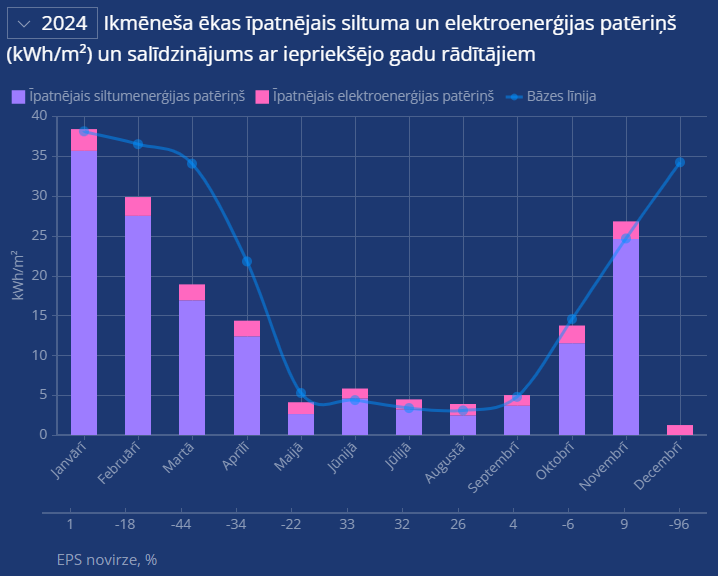 2024 Ikmēneša ēkas īpatnējais siltuma un elektroenerģijas patēriņš
(kWh/m²) un salīdzinājums ar iepriekšējo gadu rādītājiem
Īpatnējais siltumenerģijas patēriņš Īpatnējais elektroenerģijas patēriņš Bāzes līnija
40
35
30
25
20
15
10
5
0
kWh/m²
Janvārī Februārī Martā Aprīlī Maijā Jūnijā Jūlijā Augustā Septembrī Oktobrī Novembrī Decembrī
1 -18 -44 -34 -22 33 32 26 4 -6 9 -96
EPS novirze, %